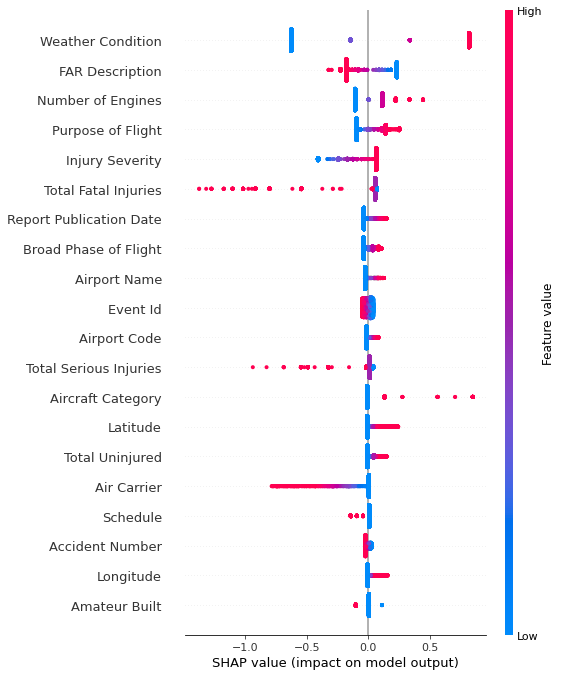 High
Weather Condition
FAR Description
Number of Engines
Purpose of Flight
Injury Severity
Total Fatal Injuries
Report Publication Date
Broad Phase of Flight
Airport Name
Event Id
Airport Code
Total Serious Injuries
Aircraft Category
Latitude
Total Uninjured
Air Carrier
Schedule
Accident Number
Longitude
Amateur Built
Feature value
Low
−1.0 −0.5 0.0 0.5
SHAP value (impact on model output)